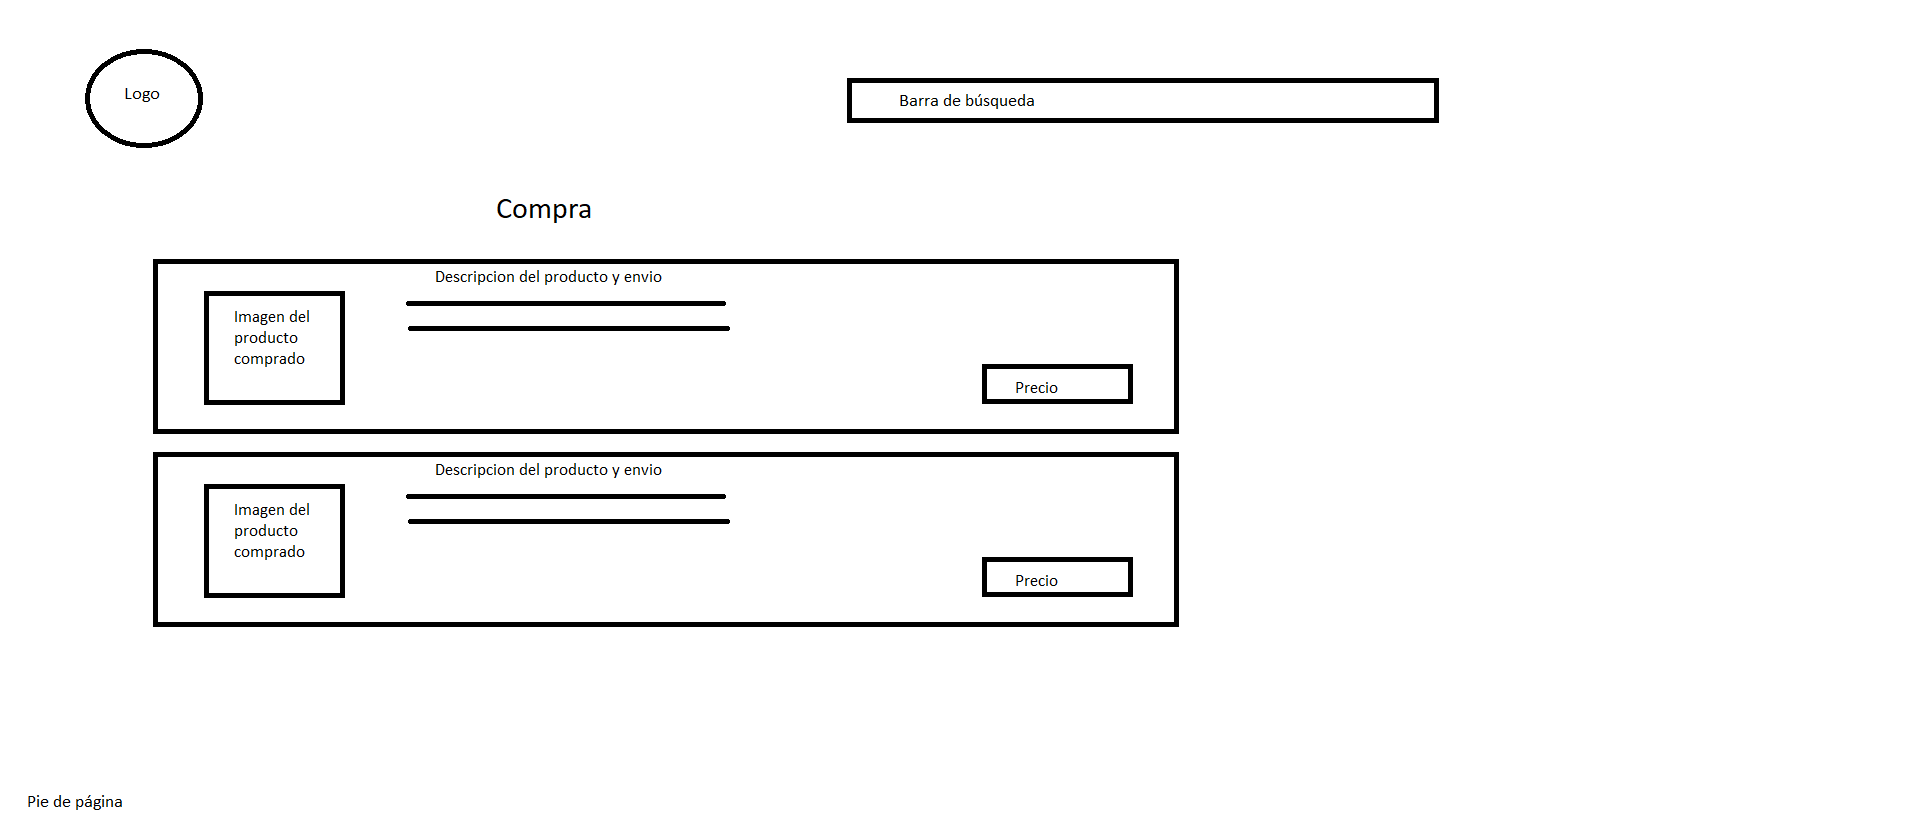 Logo
Barra de búsqueda
Compra
Descripcion del producto y envio
Imagen del
producto
comprado
Precio
Descripcion del producto y envio
Imagen del
producto
comprado
Precio
Pie de página